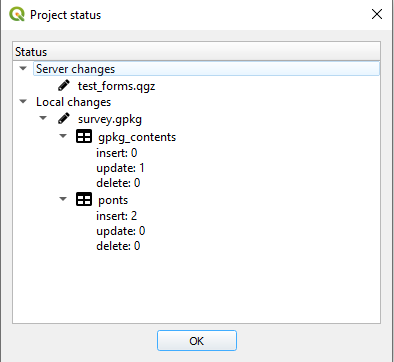 Project status
Status
Server changes
test_forms.qgz
Local changes
survey.gpkg
gpkg_contents
insert: 0
update: 1
delete: 0
ponts
insert: 2
update: 0
delete: 0
OK